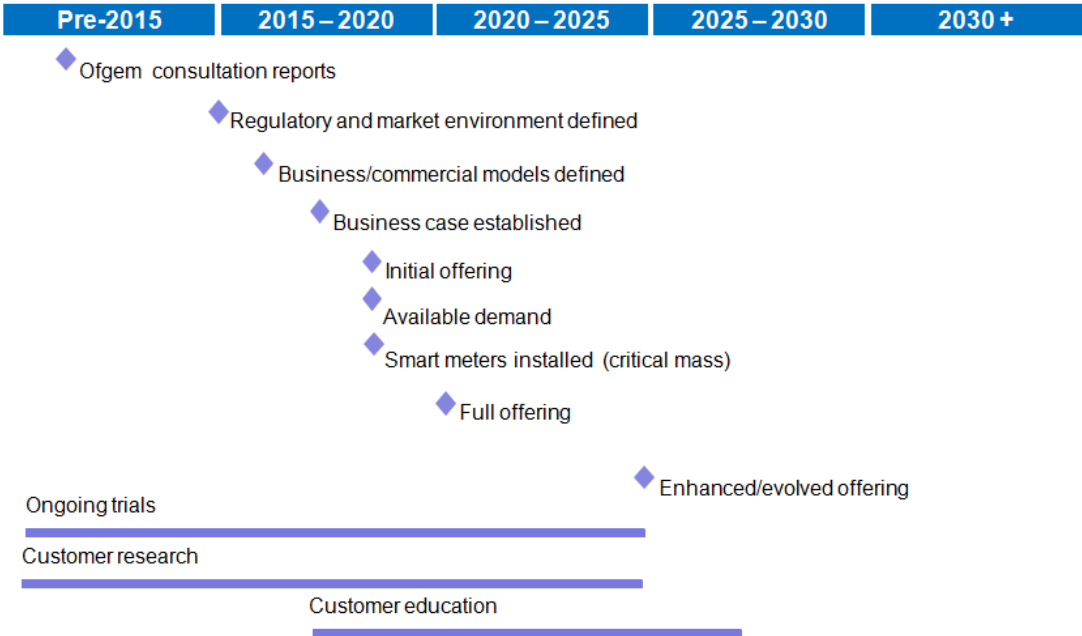 Pre-2015 2015 – 2020 2020 – 2025 2025 – 2030 2030 +
Ofgem consultation reports
Regulatory and market environment defined
Business/commercial models defined
Business case established
Initial offering
Available demand
Smart meters installed (critical mass)
Full offering
Enhanced/evolved offering
Ongoing trials
Customer research
Customer education